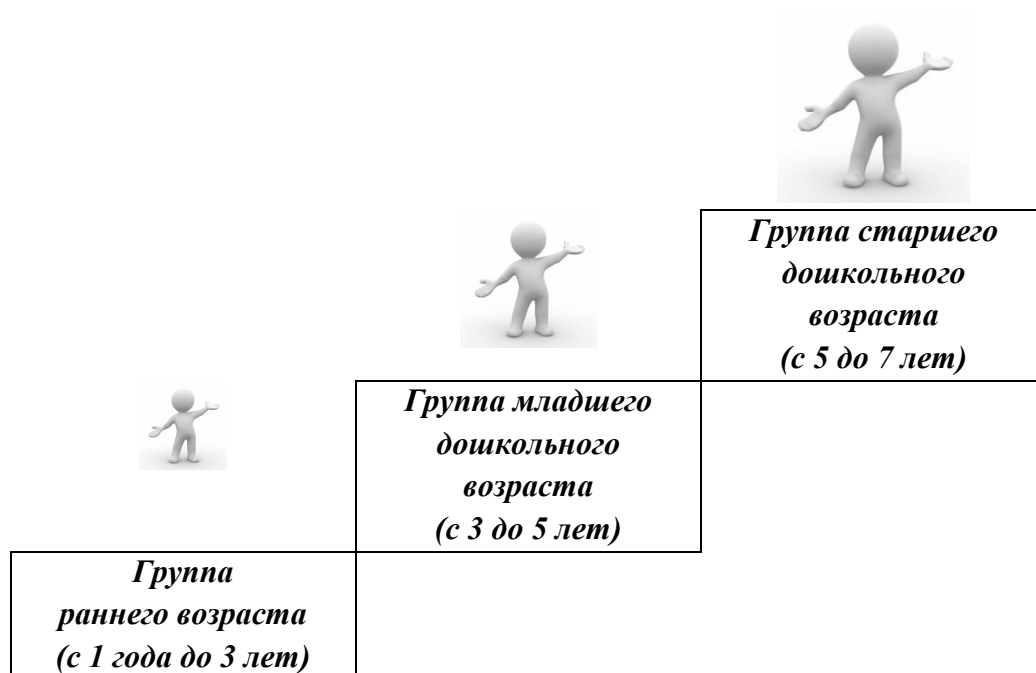 Группа старшего
дошкольного
возраста
(с 5 до 7 лет)
Группа младшего
дошкольного
возраста
(с 3 до 5 лет)
Группа
раннего возраста
(с 1 года до 3 лет)